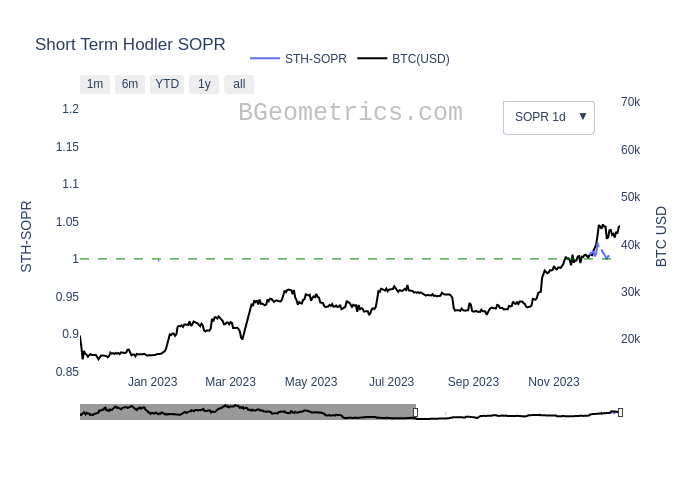 Short Term Hodler SOPR
STH-SOPR BTC(USD)
1m 6m YTD 1y all
BGeometrics.com
SOPR 1d ▼
1.2
1.15
1.1
1.05
1
0.95
0.9
0.85
STH-SOPR
70k
60k
50k
40k
30k
20k
BTC USD
Jan 2023 Mar 2023 May 2023 Jul 2023 Sep 2023 Nov 2023